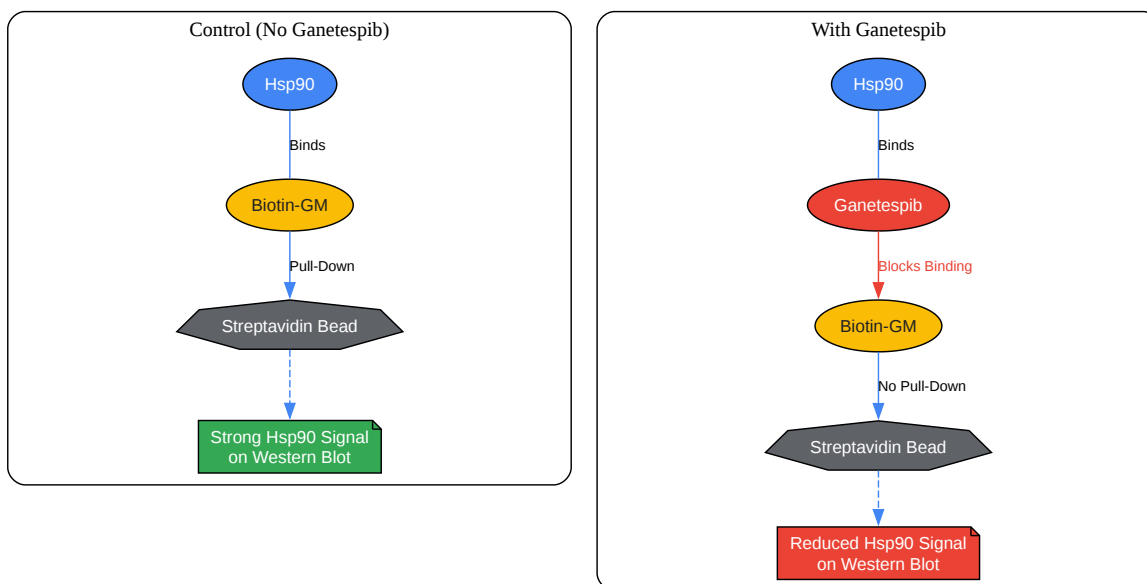 Control (No Ganetespib)
Hsp90
Binds
Biotin-GM
Pull-Down
Streptavidin Bead
Strong Hsp90 Signal
on Western Blot
With Ganetespib
Hsp90
Binds
Ganetespib
Blocks Binding
Biotin-GM
No Pull-Down
Streptavidin Bead
Reduced Hsp90 Signal
on Western Blot